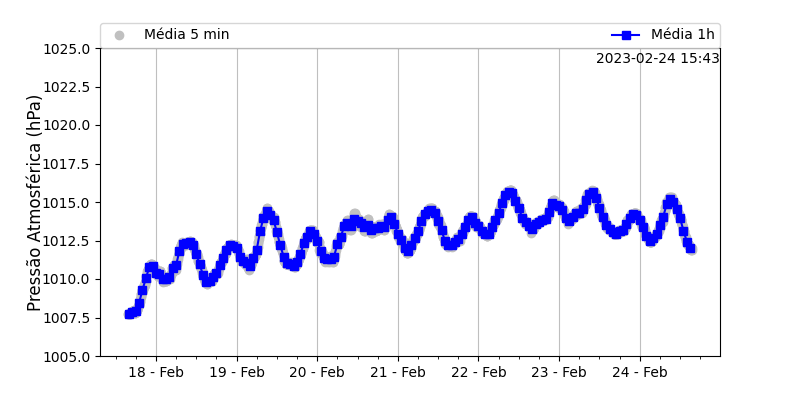 Média 5 min
Média 1h
2023-02-24 15:43
Pressão Atmosférica (hPa)
1025.0
1022.5
1020.0
1017.5
1015.0
1012.5
1010.0
1007.5
1005.0
18 - Feb
19 - Feb
20 - Feb
21 - Feb
22 - Feb
23 - Feb
24 - Feb